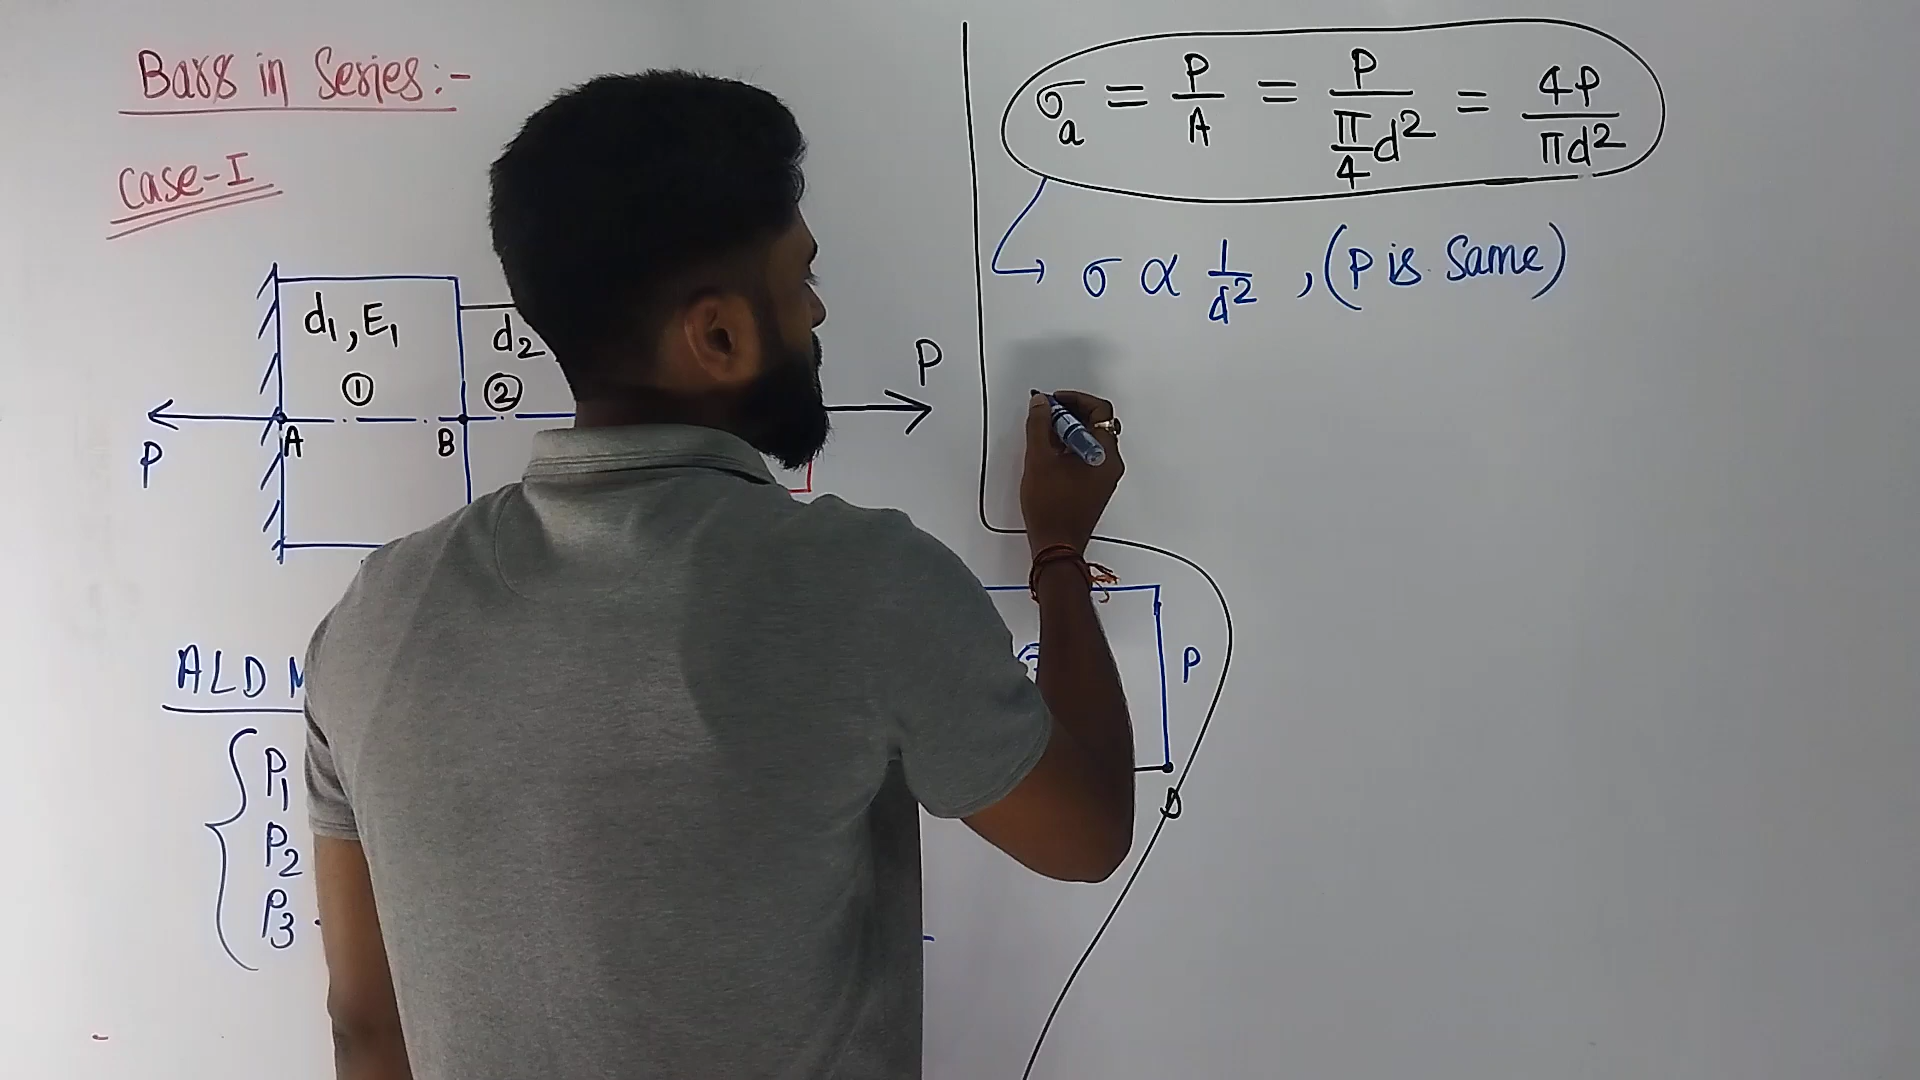 Bars in Series:-
Case-I
d₁, E₁
①
d₂
②
P
P
A
B
ALD
P₁
P₂
P₃
P
D
σₐ = P/A = P/(π/4 d²) = 4P/πd²
σ ∝ 1/d² , (P is Same)